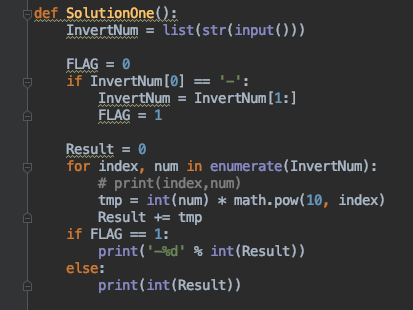 def SolutionOne():
    InvertNum = list(str(input()))

    FLAG = 0
    if InvertNum[0] == '-':
        InvertNum = InvertNum[1:]
        FLAG = 1

    Result = 0
    for index, num in enumerate(InvertNum):
        # print(index,num)
        tmp = int(num) * math.pow(10, index)
        Result += tmp
    if FLAG == 1:
        print('-%d' % int(Result))
    else:
        print(int(Result))